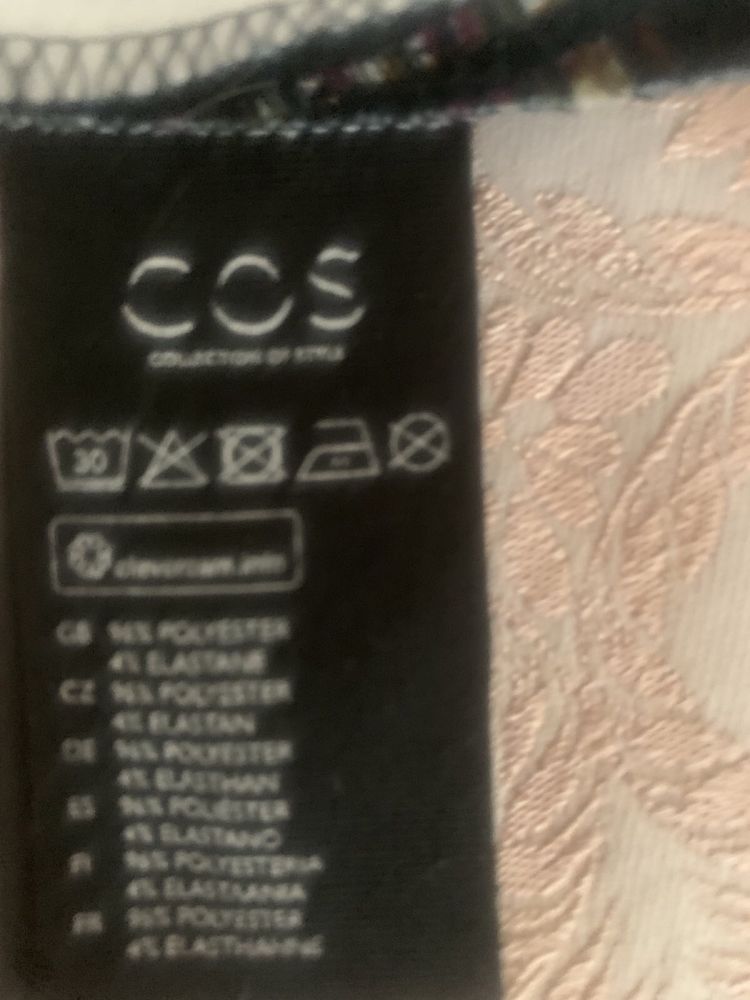 COS
COLLECTION OF STYLE
30
clevercare.info
GB 96% POLYESTER
4% ELASTANE
CZ 96% POLYESTER
4% ELASTAN
DE 96% POLYESTER
4% ELASTHAN
ES 96% POLIÉSTER
4% ELASTANO
FI 96% POLYESTERIA
4% ELASTAANIA
FR 96% POLYESTER
4% ÉLASTHANNE